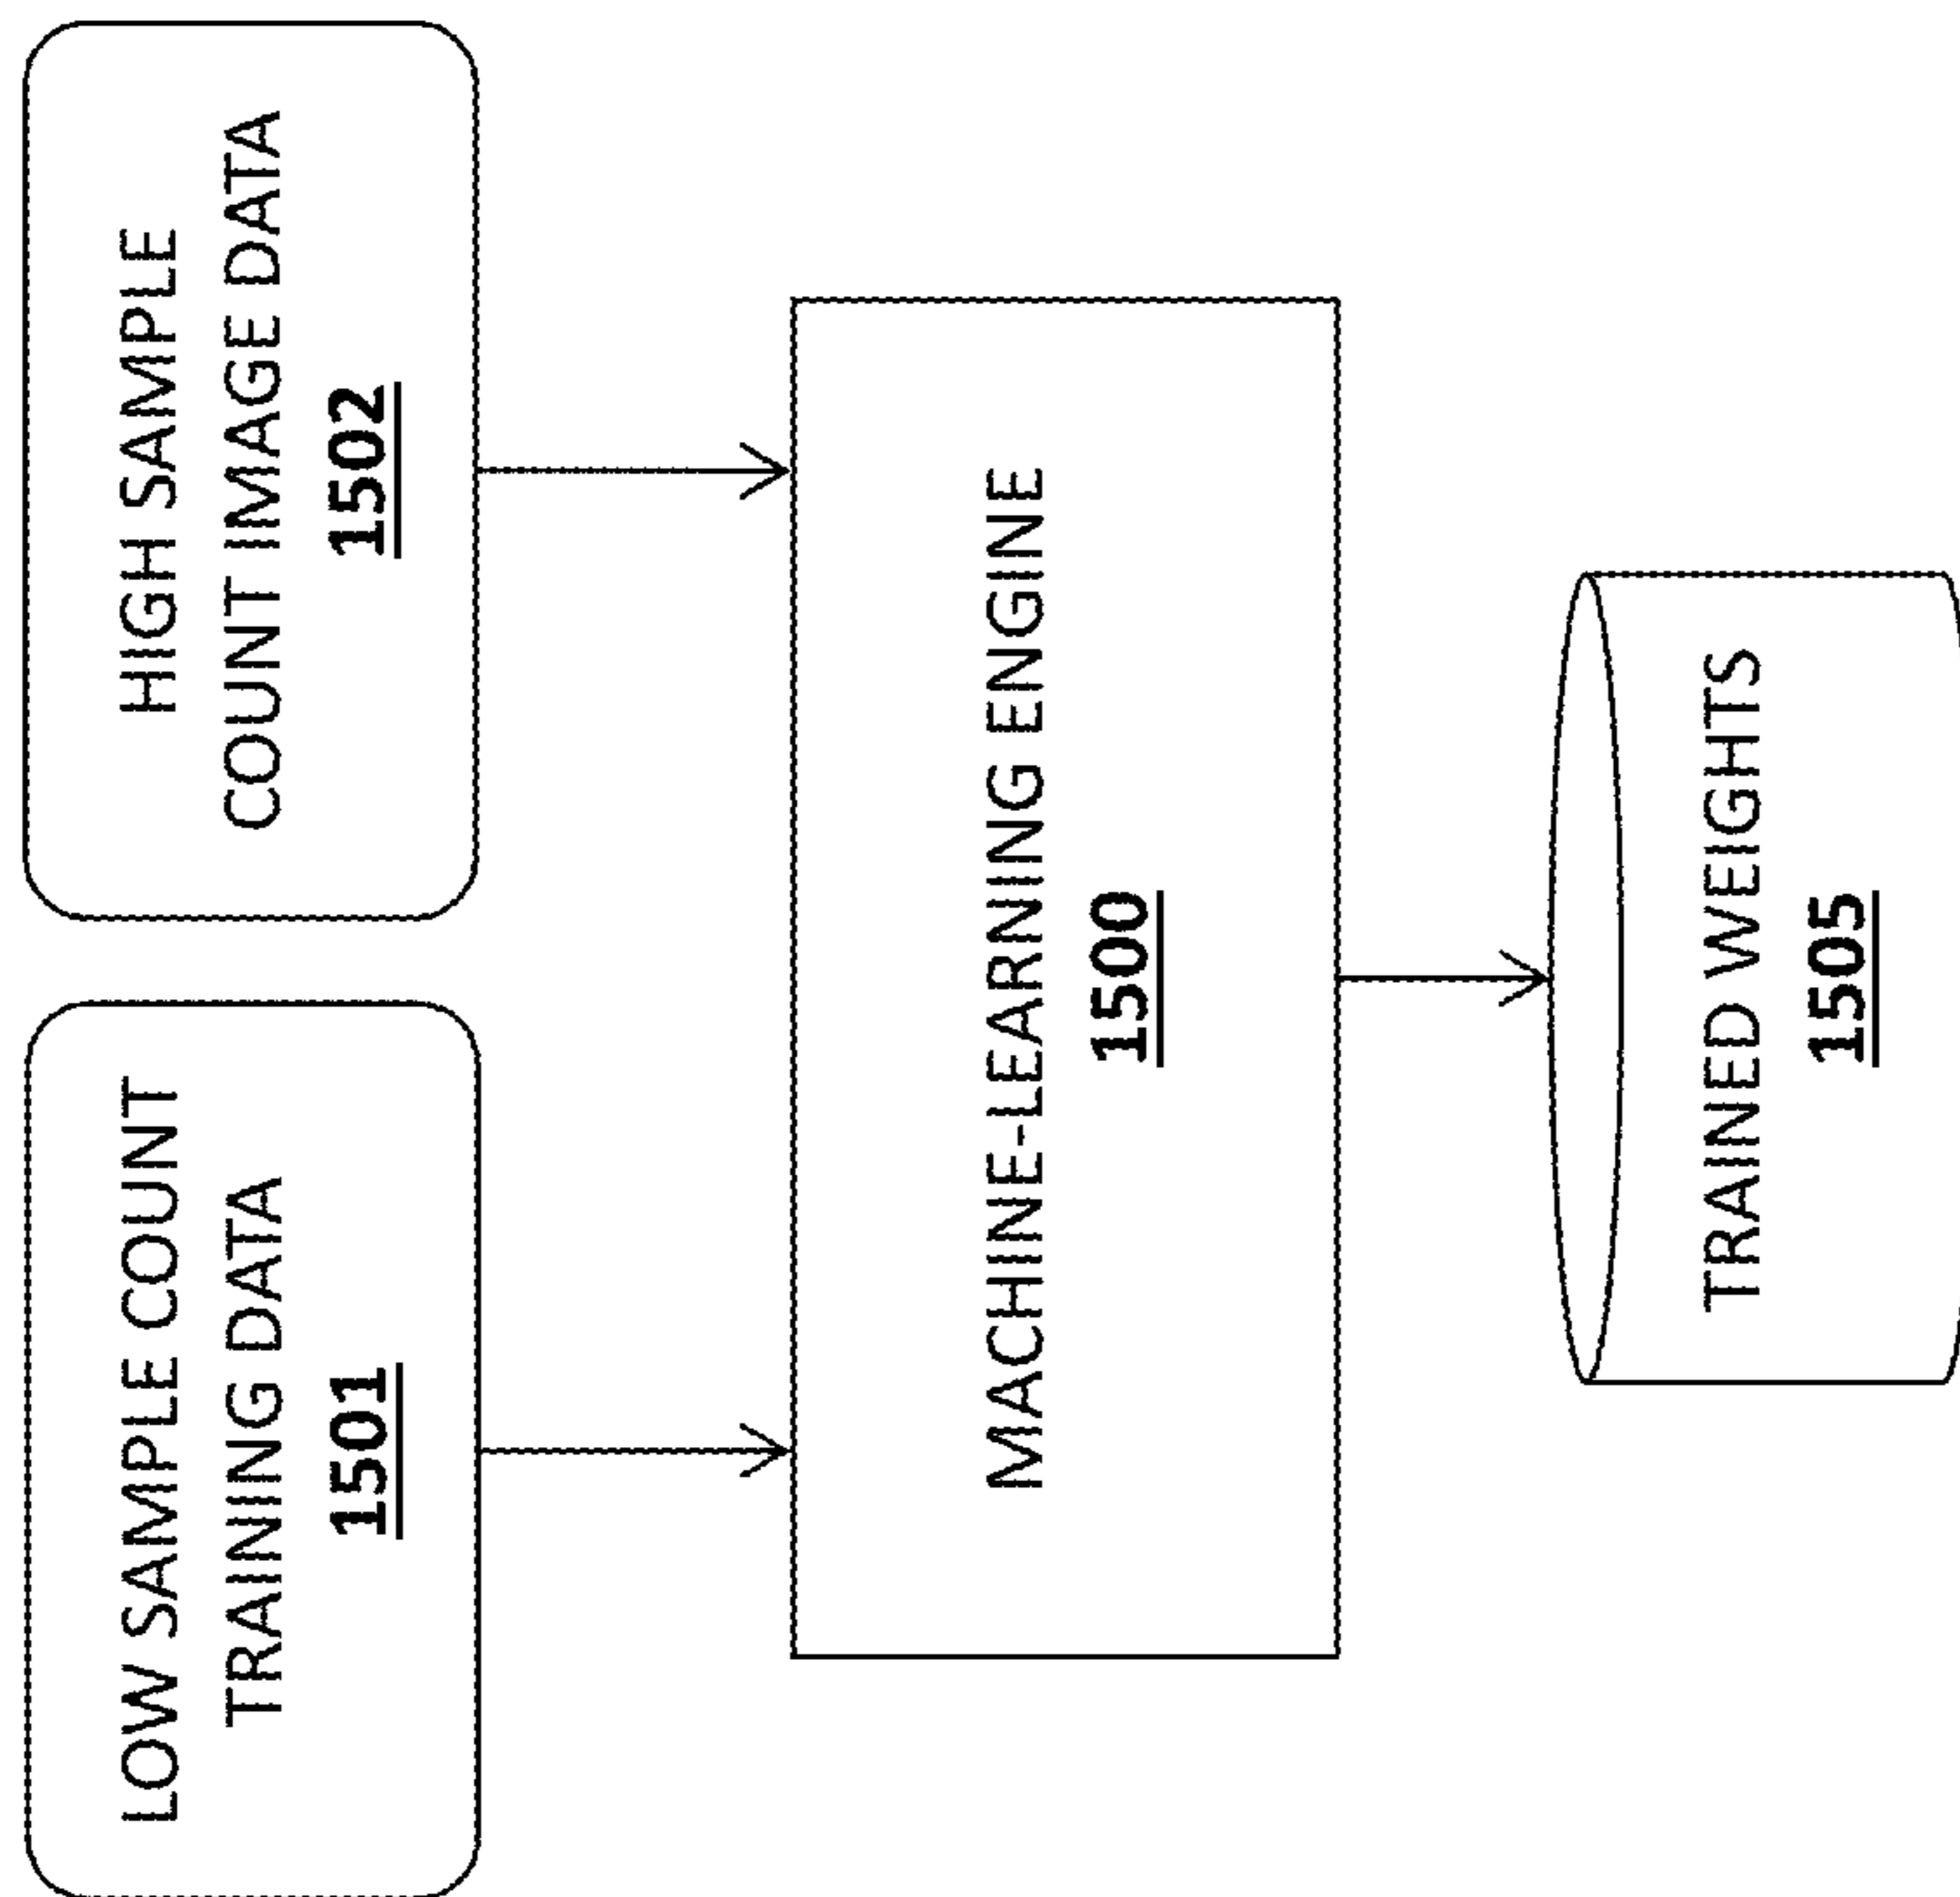 LOW SAMPLE COUNT
TRAINING DATA
1501
HIGH SAMPLE
COUNT IMAGE DATA
1502
MACHINE-LEARNING ENGINE
1500
TRAINED WEIGHTS
1505